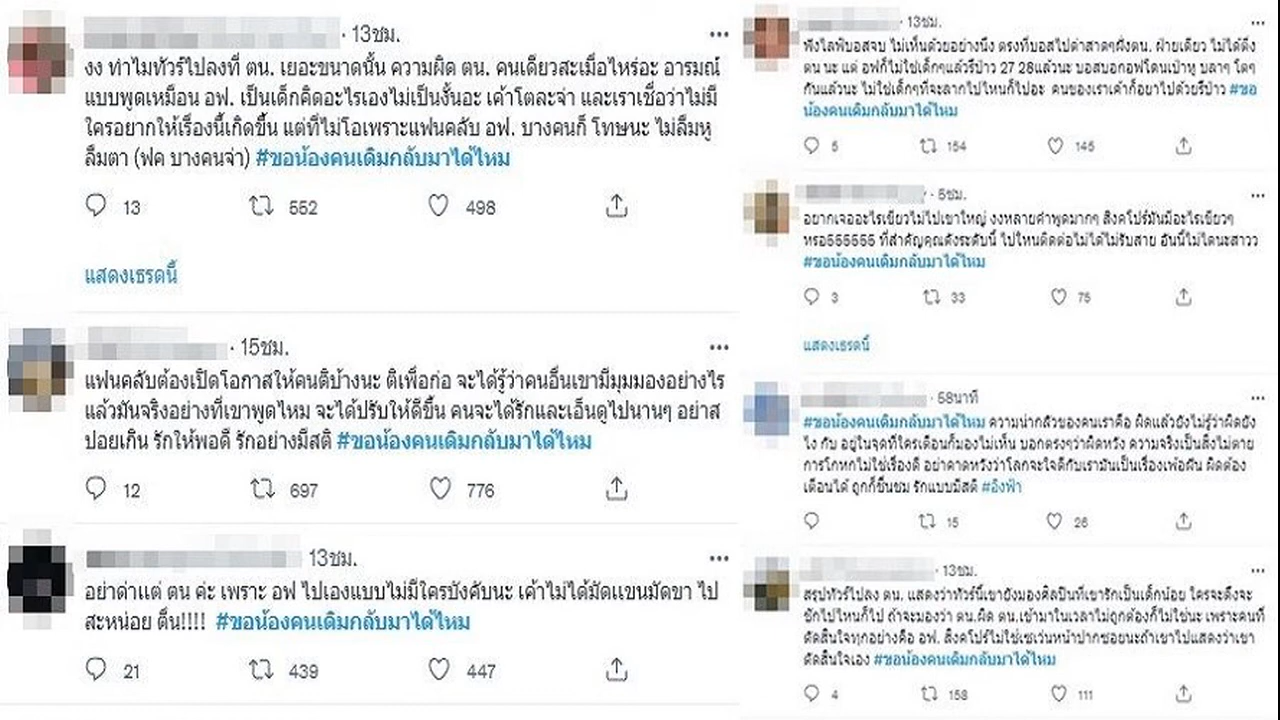 · 13ชม.
งง ทำไมทัวร์ไปลงที่ ตน. เยอะขนาดนั้น ความผิด ตน. คนเดียวสะเมื่อไหร่อะ อารมณ์
แบบพูดเหมือน อฟ. เป็นเด็กคิดอะไรเองไม่เป็นงั้นอะ เค้าโตละจ่า และเราเชื่อว่าไม่มี
ใครอยากให้เรื่องนี้เกิดขึ้น แต่ที่ไม่โอเพราะแฟนคลับ อฟ. บางคนก็ โทษนะ ไม่ลืมหู
ลืมตา (ฟค บางคนจ่า) #ขอน้องคนเดิมกลับมาได้ไหม
13 552 498
แสดงเธรดนี้
· 15ชม.
แฟนคลับต้องเปิดโอกาสให้คนติบ้างนะ ติเพื่อก่อ จะได้รู้ว่าคนอื่นเขามีมุมมองอย่างไร
แล้วมันจริงอย่างที่เขาพูดไหม จะได้ปรับให้ดีขึ้น คนจะได้รักและเอ็นดูไปนานๆ อย่าส
ปอยเกิน รักให้พอดี รักอย่างมีสติ #ขอน้องคนเดิมกลับมาได้ไหม
12 697 776
13ชม.
อย่าด่าแต่ ตน ค่ะ เพราะ อฟ ไปเองแบบไม่มีใครบังคับนะ เค้าไม่ได้มัดแขนมัดขา ไป
สะหน่อย ตื่น!!!! #ขอน้องคนเดิมกลับมาได้ไหม
21 439 447
· 13ชม.
ฟังไลฟ์บอสจบ ไม่เห็นด้วยอย่างนึง ตรงที่บอสไปด่าสาดๆฝั่งตน. ฝ่ายเดียว ไม่ได้ติ่ง
ตน นะ แต่ อฟก็ไม่ใช่เด็กๆแล้วรึป่าว 27 28แล้วนะ บอสบอกอฟโดนเป่าหู บลาๆ โตๆ
กันแล้วนะ ไม่ใช่เด็กๆที่จะลากไปไหนก็ไปอะ คนของเราเค้าก็อยาไปด้วยรึป่าว #ขอ
น้องคนเดิมกลับมาได้ไหม
5 154 145
· 5ชม.
อยากเจออะไรเขียวไม่ไปเขาใหญ่ งงหลายคำพูดมากๆ สิงคโปร์มันมีอะไรเขียวๆ
หรอ555555 ที่สำคัญคุณดังระดับนี้ ไปไหนติดต่อไม่ได้ไม่รับสาย อันนี้ไม่ได้นะสาวว
#ขอน้องคนเดิมกลับมาได้ไหม
3 33 75
แสดงเธรดนี้
· 58นาที
#ขอน้องคนเดิมกลับมาได้ไหม ความน่ากลัวของคนเราคือ ผิดแล้วยังไม่รู้ว่าผิดยัง
ไง กับ อยู่ในจุดที่ใครเตือนก็มองไม่เห็น บอกตรงๆว่าผิดหวัง ความจริงเป็นสิ่งไม่ตาย
การโกหกไม่ใช่เรื่องดี อย่าคาดหวังว่าโลกจะใจดีกับเรามันเป็นเรื่องเพ้อฝัน ผิดต้อง
เตือนได้ ถูกก็ชื่นชม รักแบบมีสติ #อิงฟ้า
15 26
· 13ชม.
สรุปทัวร์ไปลง ตน. แสดงว่าทัวร์นี้เขายังมองศิลปินที่เขารักเป็นเด็กน้อย ใครจะดึงจะ
ชักไปไหนก็ไป ถ้าจะมองว่า ตน.ผิด ตน.เข้ามาในเวลาไม่ถูกต้องก็ไม่ใช่นะ เพราะคนที่
ตัดสินใจทุกอย่างคือ อฟ. สิงคโปร์ไม่ใช่เซเว่นหน้าปากซอยนะถ้าเขาไปแสดงว่าเขา
ตัดสินใจเอง #ขอน้องคนเดิมกลับมาได้ไหม
4 158 111